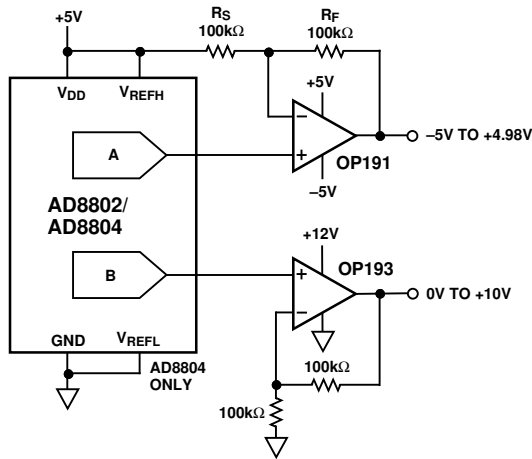 +5V
RS
100kΩ
RF
100kΩ
VDD
VREFH
+5V
−
+
–5V
OP191
–5V TO +4.98V
A
AD8802/
AD8804
B
+12V
OP193
+
−
0V TO +10V
GND
VREFL
AD8804
ONLY
100kΩ
100kΩ